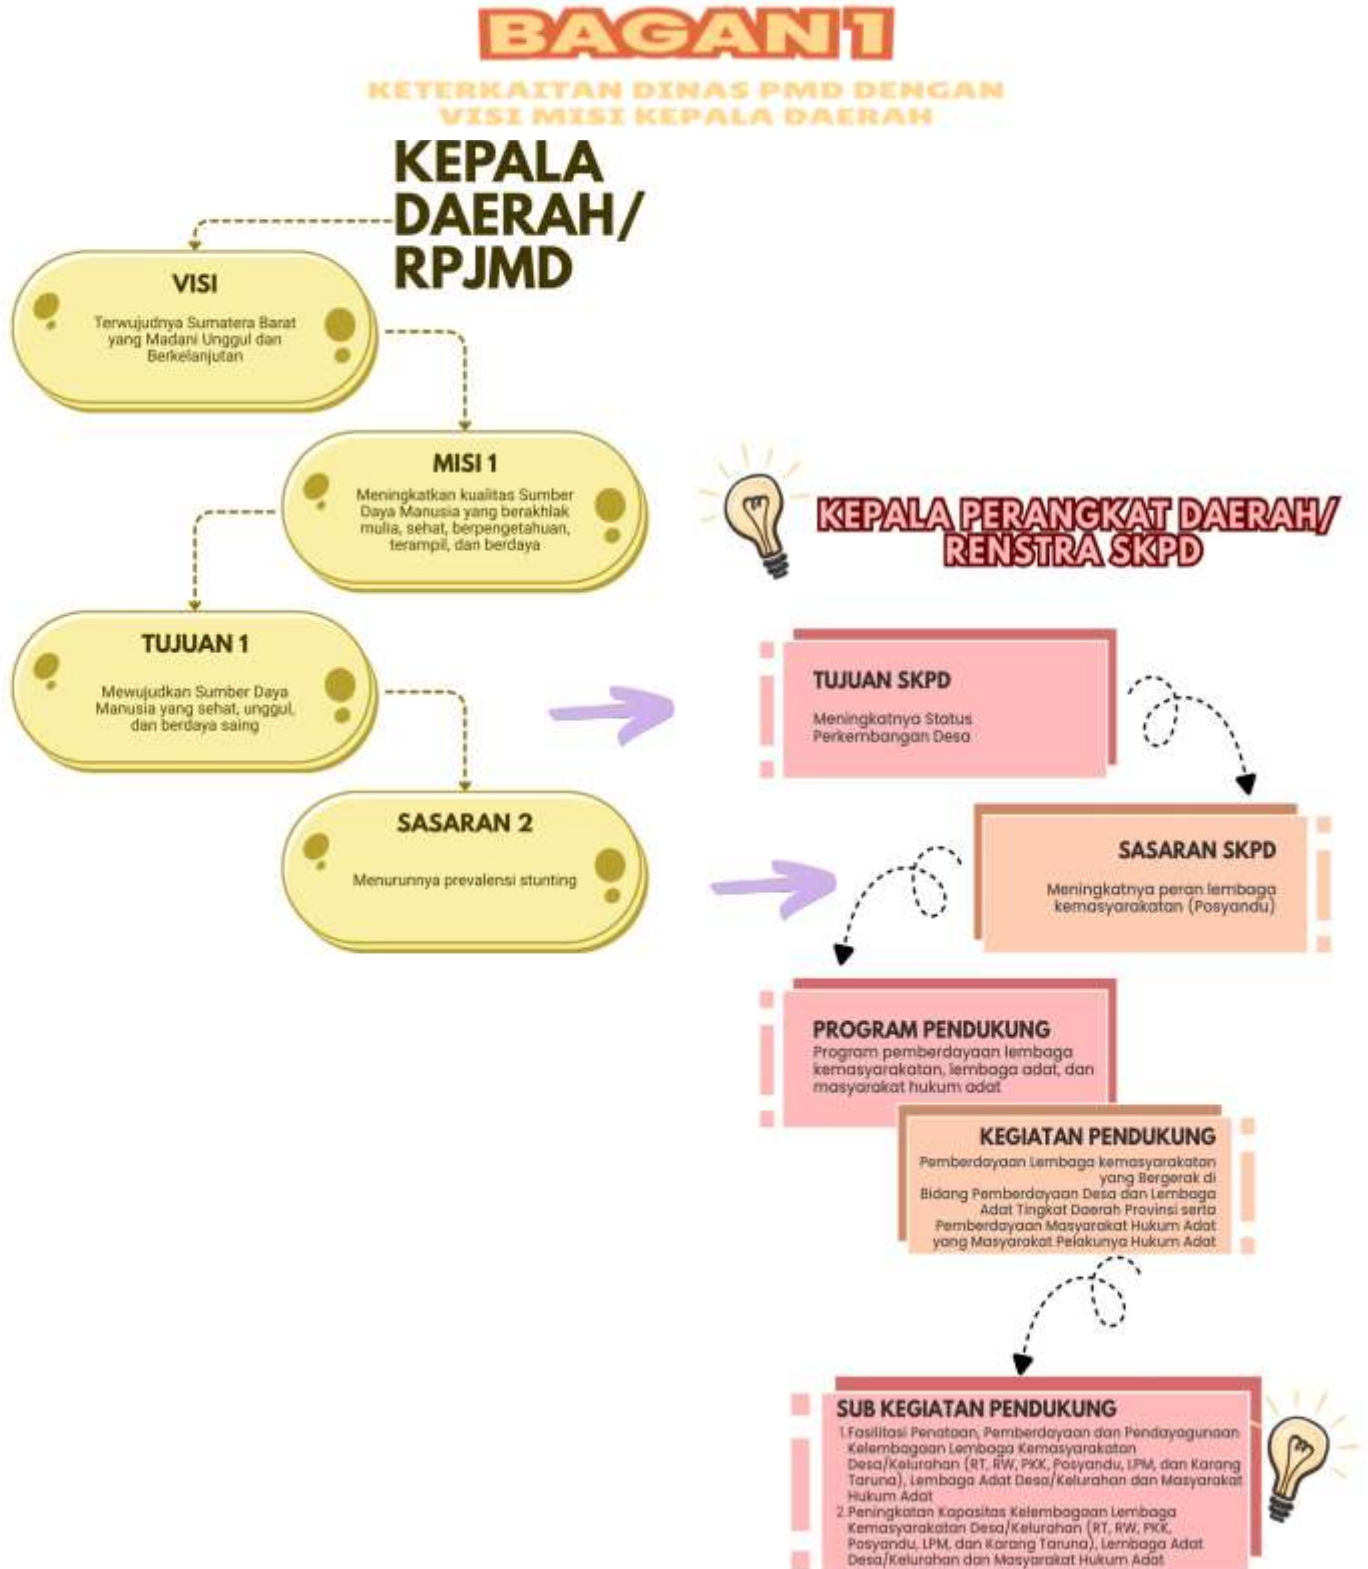 BAGAN 1
KETERKAITAN DINAS PMD DENGAN
VISI MISI KEPALA DAERAH
KEPALA
DAERAH/
RPJMD
VISI
Terwujudnya Sumatera Barat
yang Madani Unggul dan
Berkelanjutan
MISI 1
Meningkatkan kualitas Sumber
Daya Manusia yang berakhlak
mulia, sehat, berpengetahuan,
terampil, dan berdaya
TUJUAN 1
Mewujudkan Sumber Daya
Manusia yang sehat, unggul,
dan berdaya saing
SASARAN 2
Menurunnya prevalensi stunting
KEPALA PERANGKAT DAERAH/
RENSTRA SKPD
TUJUAN SKPD
Meningkatnya Status
Perkembangan Desa
SASARAN SKPD
Meningkatnya peran lembaga
kemasyarakatan (Posyandu)
PROGRAM PENDUKUNG
Program pemberdayaan lembaga
kemasyarakatan, lembaga adat, dan
masyarakat hukum adat
KEGIATAN PENDUKUNG
Pemberdayaan Lembaga kemasyarakatan
yang Bergerak di
Bidang Pemberdayaan Desa dan Lembaga
Adat Tingkat Daerah Provinsi serta
Pemberdayaan Masyarakat Hukum Adat
yang Masyarakat Pelakunya Hukum Adat
SUB KEGIATAN PENDUKUNG
1.Fasilitasi Penataan, Pemberdayaan dan Pendayagunaan
Kelembagaan Lembaga Kemasyarakatan
Desa/Kelurahan (RT, RW, PKK, Posyandu, LPM, dan Karang
Taruna), Lembaga Adat Desa/Kelurahan dan Masyarakat
Hukum Adat
2.Peningkatan Kapasitas Kelembagaan Lembaga
Kemasyarakatan Desa/Kelurahan (RT, RW, PKK,
Posyandu, LPM, dan Karang Taruna), Lembaga Adat
Desa/Kelurahan dan Masyarakat Hukum Adat